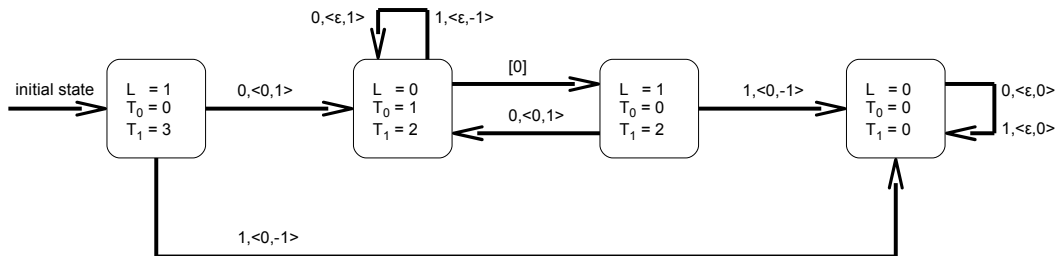 0,<ε,1>
1,<ε,-1>
initial state
L = 1
T0 = 0
T1 = 3
0,<0,1>
L = 0
T0 = 1
T1 = 2
[0]
0,<0,1>
L = 1
T0 = 0
T1 = 2
1,<0,-1>
L = 0
T0 = 0
T1 = 0
0,<ε,0>
1,<ε,0>
1,<0,-1>